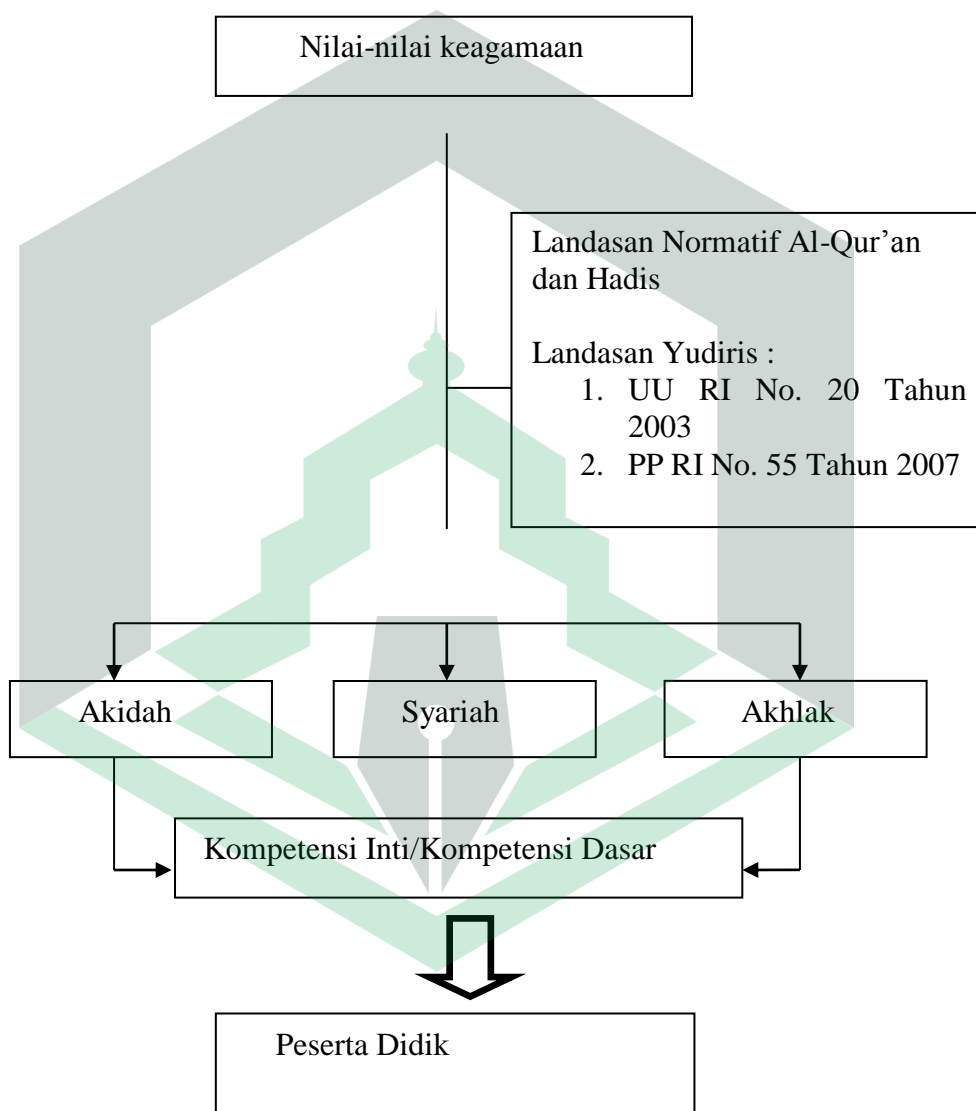 Nilai-nilai keagamaan
Landasan Normatif Al-Qur’an
dan Hadis
Landasan Yudiris :
1. UU RI No. 20 Tahun
2003
2. PP RI No. 55 Tahun 2007
Akidah
Syariah
Akhlak
Kompetensi Inti/Kompetensi Dasar
Peserta Didik